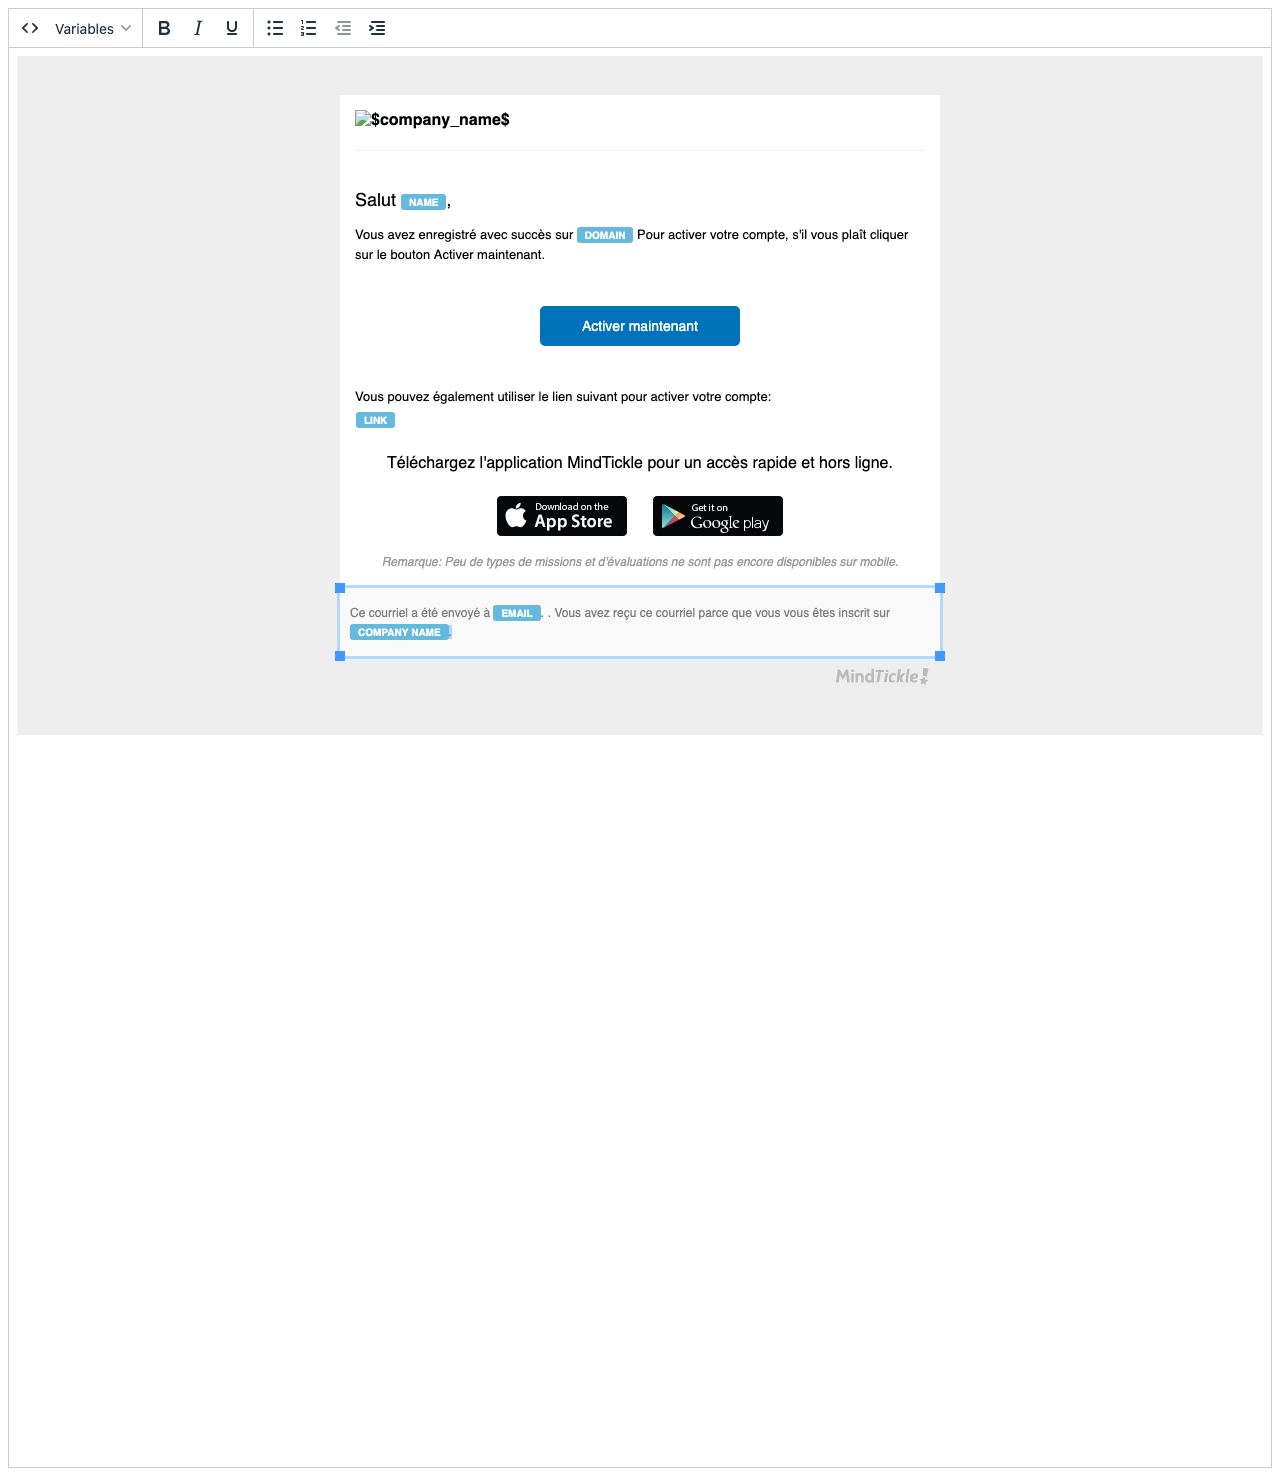 Variables B I U
$company_name$
Salut NAME,
Vous avez enregistré avec succès sur DOMAIN Pour activer votre compte, s'il vous plaît cliquer
sur le bouton Activer maintenant.
Activer maintenant
Vous pouvez également utiliser le lien suivant pour activer votre compte:
LINK
Téléchargez l'application MindTickle pour un accès rapide et hors ligne.
Download on the
App Store
Get it on
Google play
Remarque: Peu de types de missions et d'évaluations ne sont pas encore disponibles sur mobile.
Ce courriel a été envoyé à EMAIL. . Vous avez reçu ce courriel parce que vous vous êtes inscrit sur
COMPANY NAME.
MindTickle!